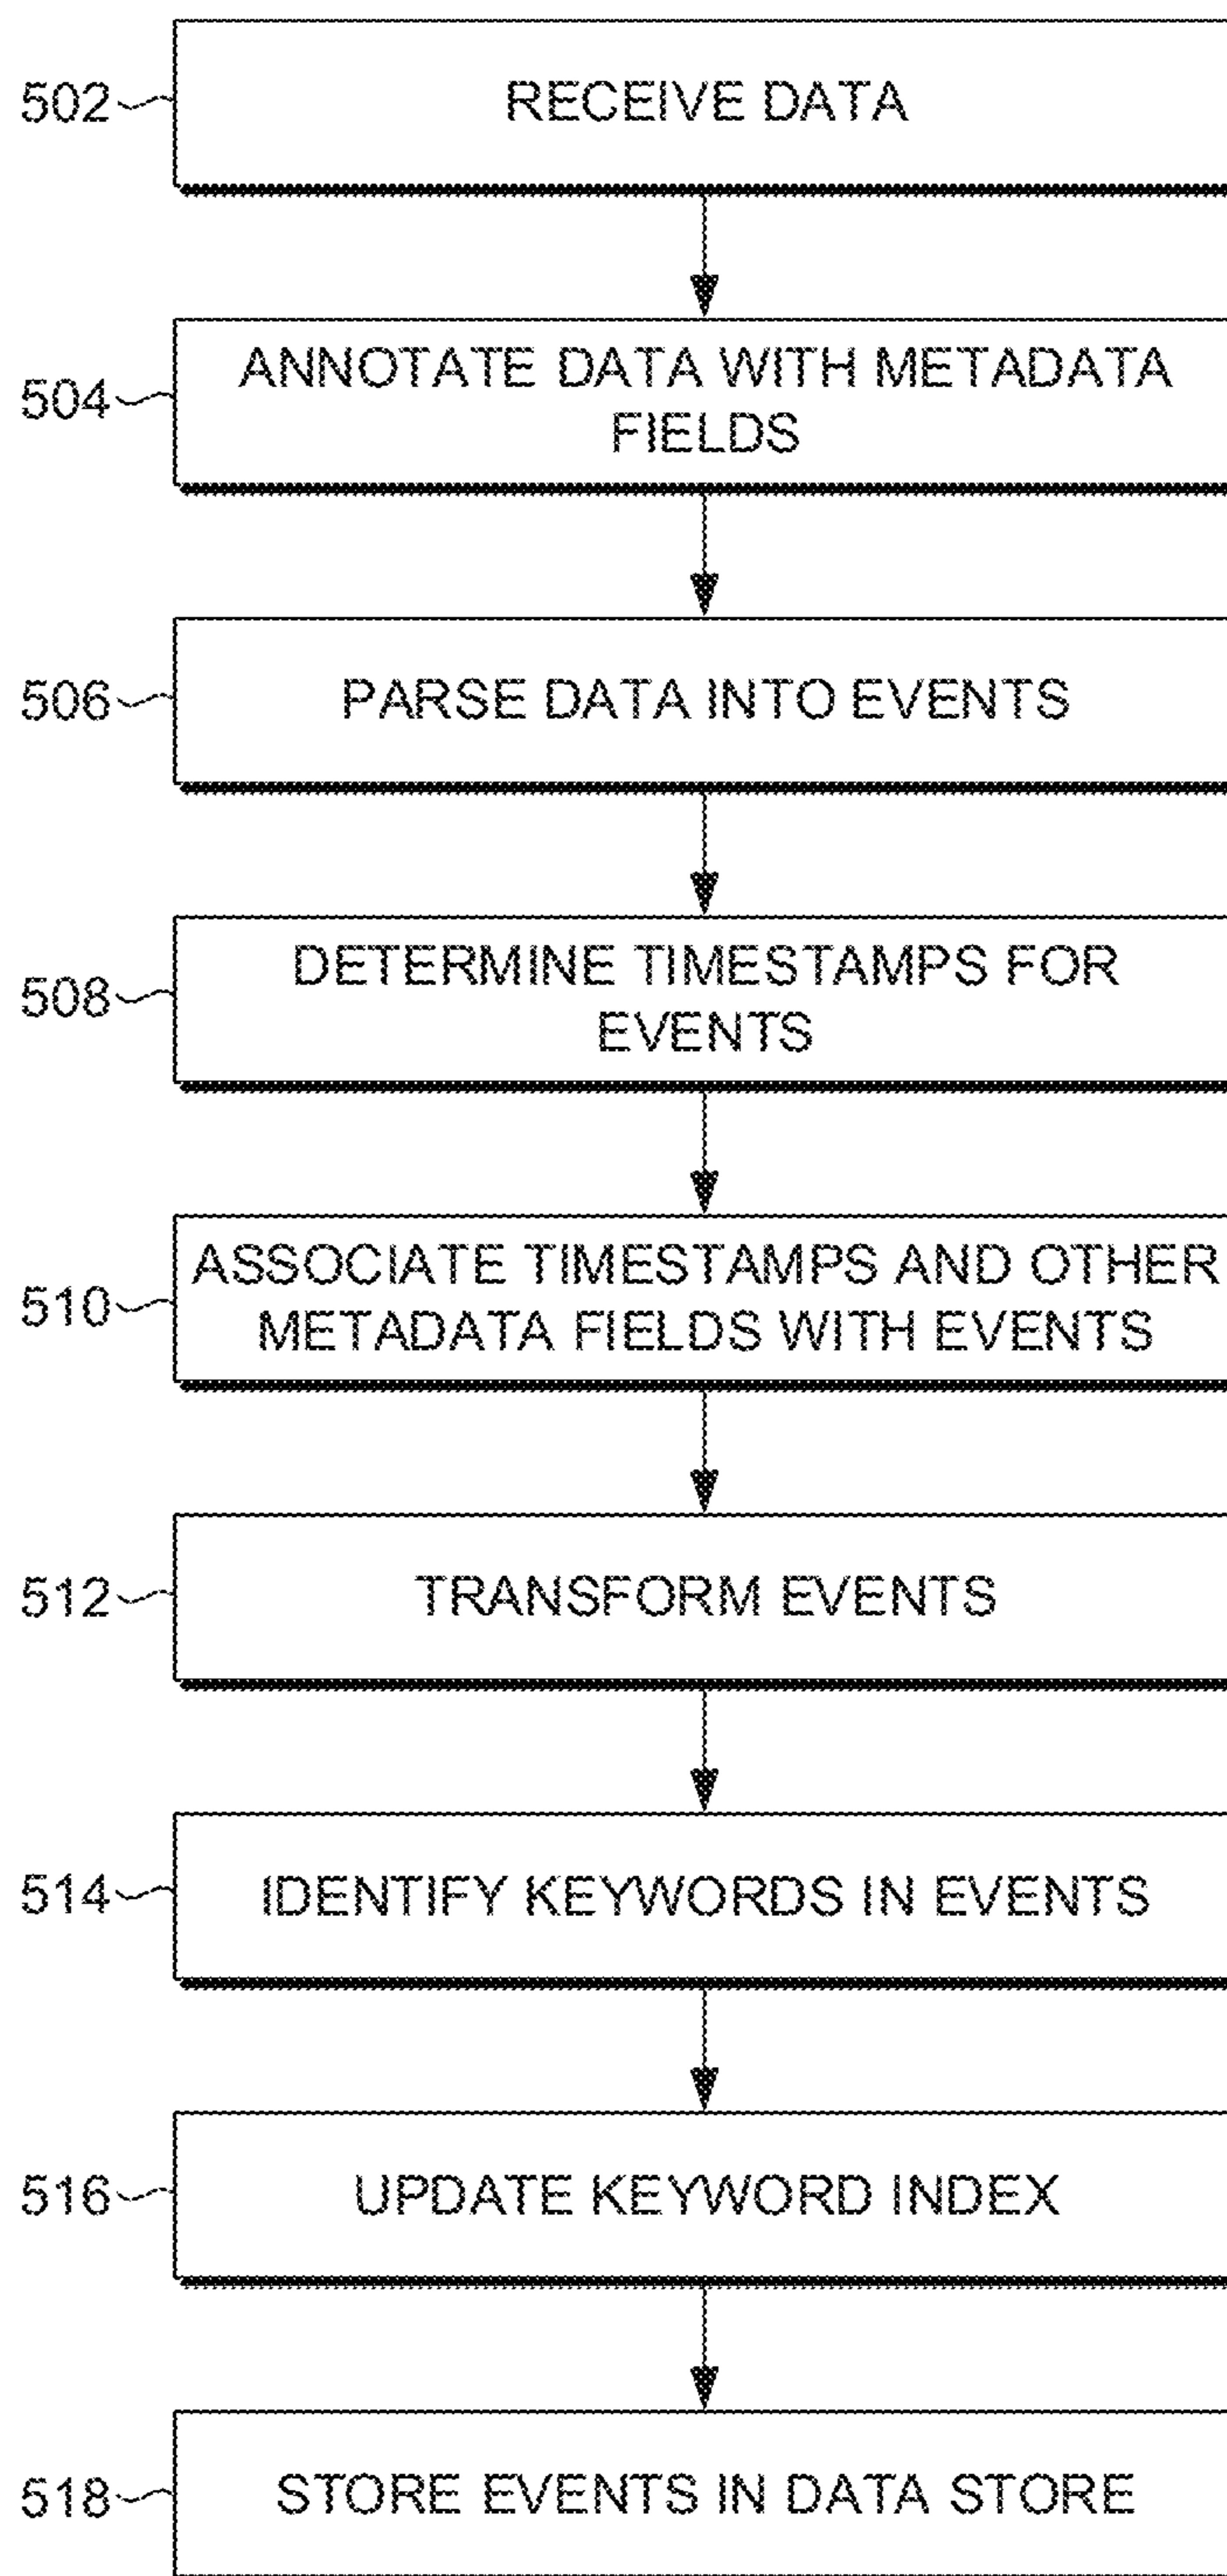 502 RECEIVE DATA
504 ANNOTATE DATA WITH METADATA
FIELDS
506 PARSE DATA INTO EVENTS
508 DETERMINE TIMESTAMPS FOR
EVENTS
510 ASSOCIATE TIMESTAMPS AND OTHER
METADATA FIELDS WITH EVENTS
512 TRANSFORM EVENTS
514 IDENTIFY KEYWORDS IN EVENTS
516 UPDATE KEYWORD INDEX
518 STORE EVENTS IN DATA STORE